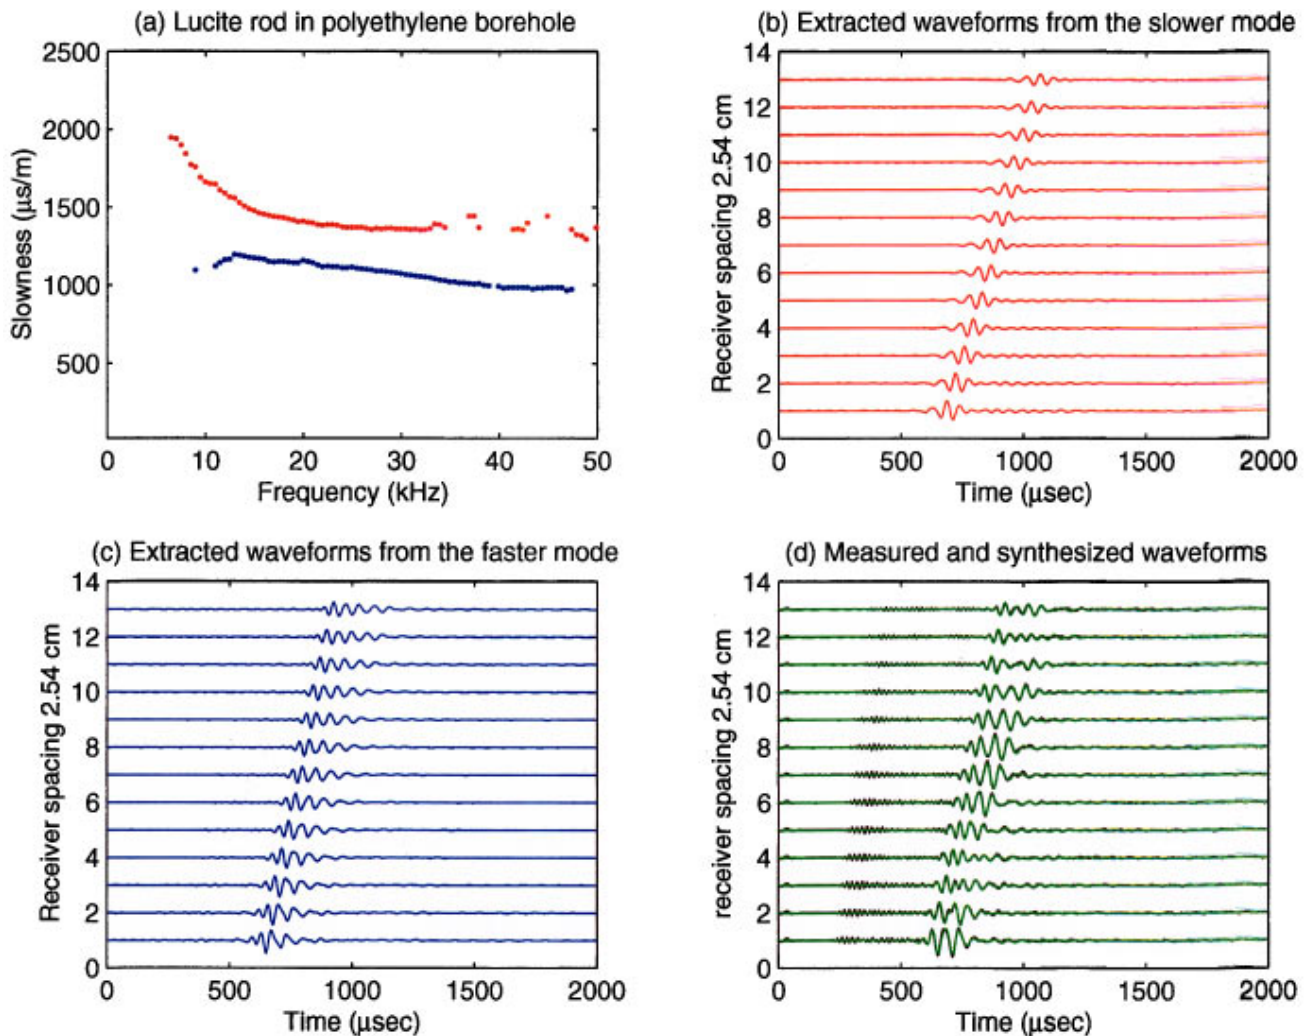 (a) Lucite rod in polyethylene borehole
2500
2000
1500
1000
500
Slowness (μs/m)
0 10 20 30 40 50
Frequency (kHz)
(b) Extracted waveforms from the slower mode
14
12
10
8
6
4
2
0
Receiver spacing 2.54 cm
0 500 1000 1500 2000
Time (μsec)
(c) Extracted waveforms from the faster mode
14
12
10
8
6
4
2
0
Receiver spacing 2.54 cm
0 500 1000 1500 2000
Time (μsec)
(d) Measured and synthesized waveforms
14
12
10
8
6
4
2
0
receiver spacing 2.54 cm
0 500 1000 1500 2000
Time (μsec)